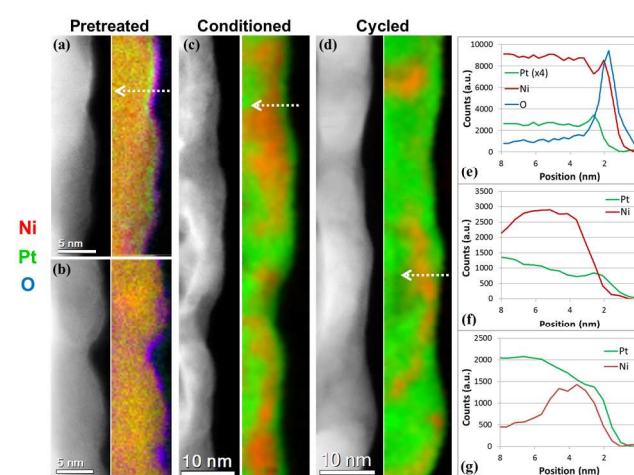 Pretreated
Conditioned
Cycled
(a)
(c)
(d)
Ni
Pt
O
5 nm
(b)
5 nm
10 nm
10 nm
10000
8000
6000
4000
2000
0
Counts (a.u.)
Pt (x4)
Ni
O
8 6 4 2
Position (nm)
(e)
3500
3000
2500
2000
1500
1000
500
0
Counts (a.u.)
Pt
Ni
8 6 4 2
Position (nm)
(f)
2500
2000
1500
1000
500
0
Counts (a.u.)
Pt
Ni
8 6 4 2
Position (nm)
(g)